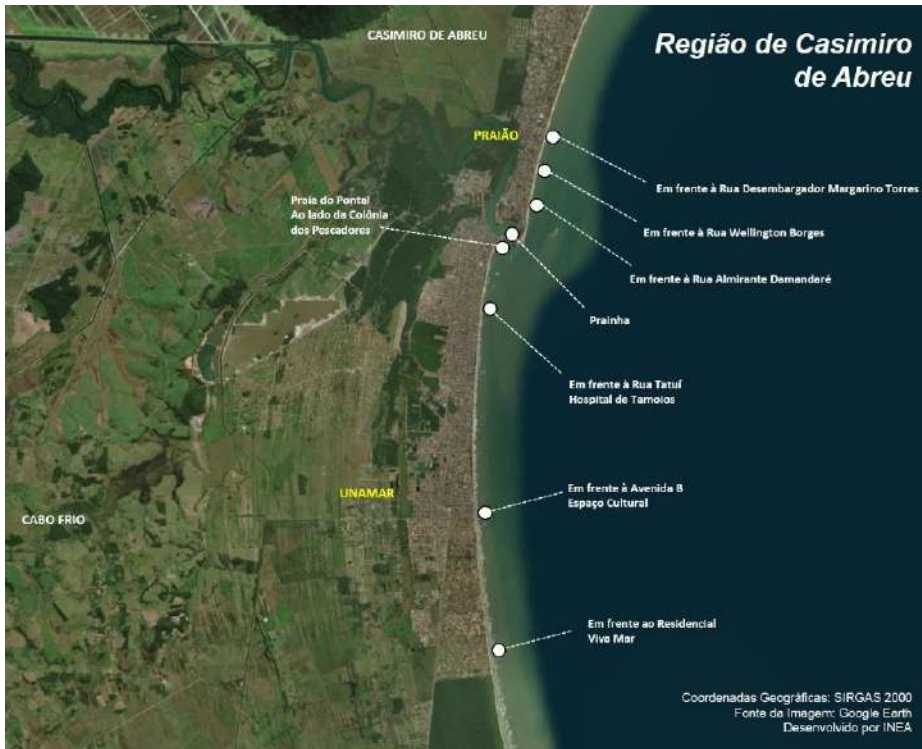 CASIMIRO DE ABREU
Região de Casimiro
de Abreu
PRAIÃO
Em frente à Rua Desembargador Margarino Torres
Praia do Pontal
Ao lado da Colônia
dos Pescadores
Em frente à Rua Wellington Borges
Em frente à Rua Almirante Damandaré
Prainha
Em frente à Rua Tatuí
Hospital de Tamoios
UNAMAR
Em frente à Avenida B
Espaço Cultural
CABO FRIO
Em frente ao Residencial
Viva Mar
Coordenadas Geográficas: SIRGAS 2000
Fonte da Imagem: Google Earth
Desenvolvido por INEA